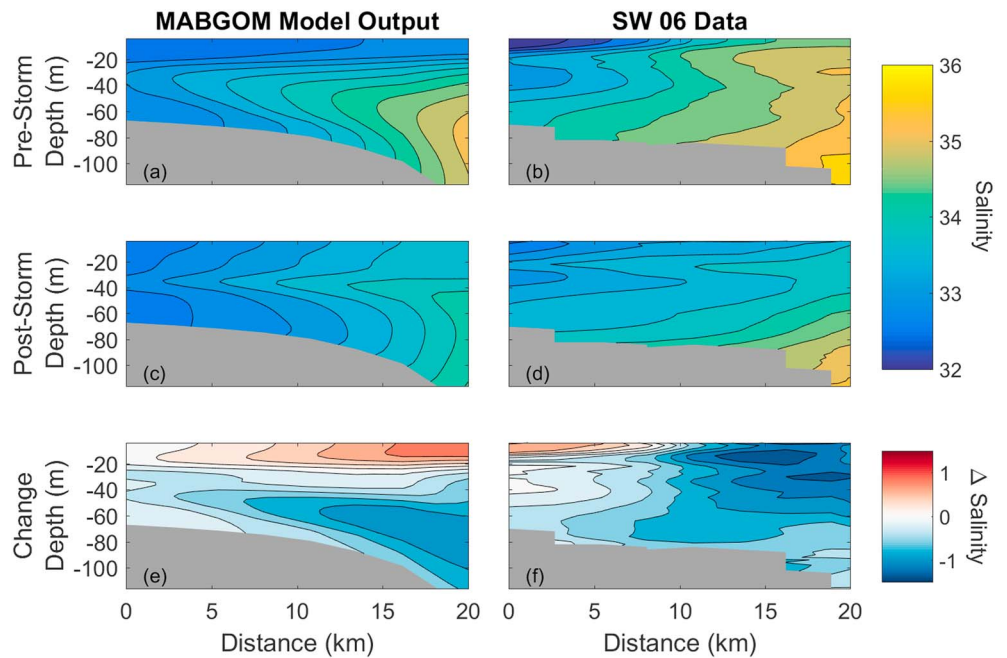 MABGOM Model Output
SW 06 Data
Pre-Storm
Depth (m)
-20
-40
-60
-80
-100
(a)
(b)
36
35
34
33
32
Salinity
Post-Storm
Depth (m)
-20
-40
-60
-80
-100
(c)
(d)
Change
Depth (m)
-20
-40
-60
-80
-100
(e)
(f)
1
0
-1
Δ Salinity
0 5 10 15 20
0 5 10 15 20
Distance (km)
Distance (km)